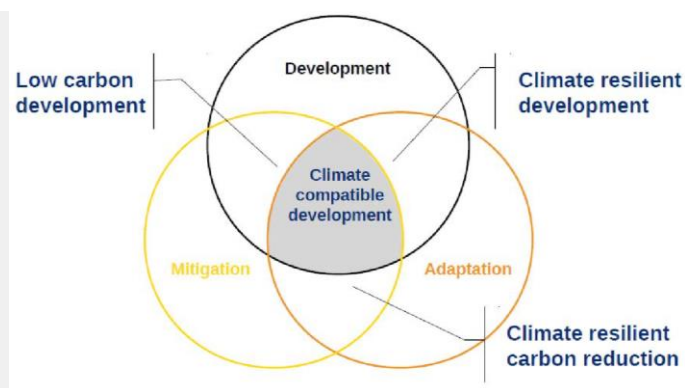 Development
Low carbon
development
Climate resilient
development
Climate
compatible
development
Mitigation
Adaptation
Climate resilient
carbon reduction